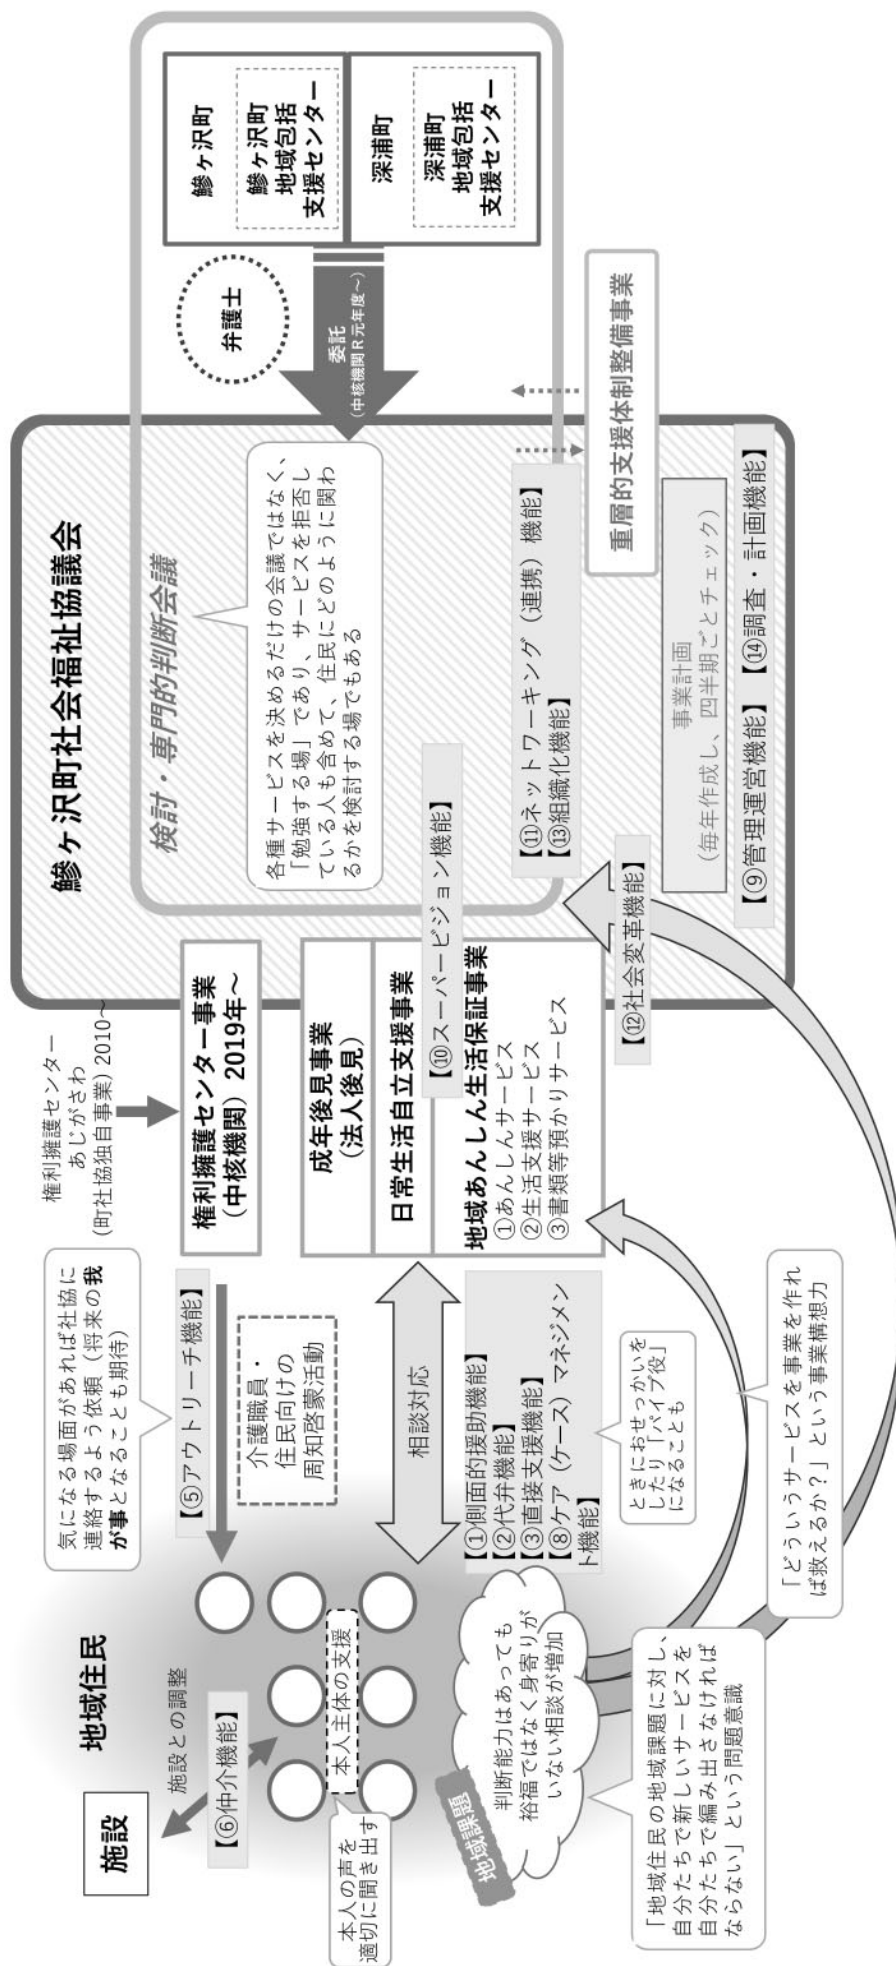 鰺ヶ沢町社会福祉協議会
検討・専門的判断会議
各種サービスを決めるだけの会議ではなく、
「勉強する場」であり、サービスを拒否し
ている人も含めて、住民にどのように関わ
るかを検討する場でもある
弁護士
委託
（中核機関Ｒ元年度～）
鰺ヶ沢町
鰺ヶ沢町
地域包括
支援センター
深浦町
深浦町
地域包括
支援センター
重層的支援体制整備事業
【⑪ネットワーキング（連携）機能】
【⑬組織化機能】
事業計画
（毎年作成し、四半期ごとチェック）
【⑨管理運営機能】【⑭調査・計画機能】
権利擁護センター
あじがさわ
(町社協独自事業) 2010～
権利擁護センター事業
（中核機関）2019年～
成年後見事業
（法人後見）
日常生活自立支援事業
【⑩スーパービジョン機能】
地域あんしん生活保証事業
①あんしんサービス
②生活支援サービス
③書類等預かりサービス
【⑫社会変革機能】
気になる場面があれば社協に
連絡するよう依頼（将来の我
が事となることも期待）
【⑤アウトリーチ機能】
介護職員・
住民向けの
周知啓蒙活動
相談対応
【①側面的援助機能】
【②代弁機能】
【③直接支援機能】
【⑧ケア（ケース）マネジメン
ト機能】
ときにおせっかいを
したり「パイプ役」
になることも
「どういうサービスを事業を作れ
ば救えるか？」という事業構想力
地域住民
施設
施設との調整
【⑥仲介機能】
本人主体の支援
本人の声を
適切に聞き出す
地域課題
判断能力はあっても
裕福ではなく身寄りが
いない相談が増加
「地域住民の地域課題に対し、
自分たちで新しいサービスを
自分たちで編み出さなければ
ならない」という問題意識